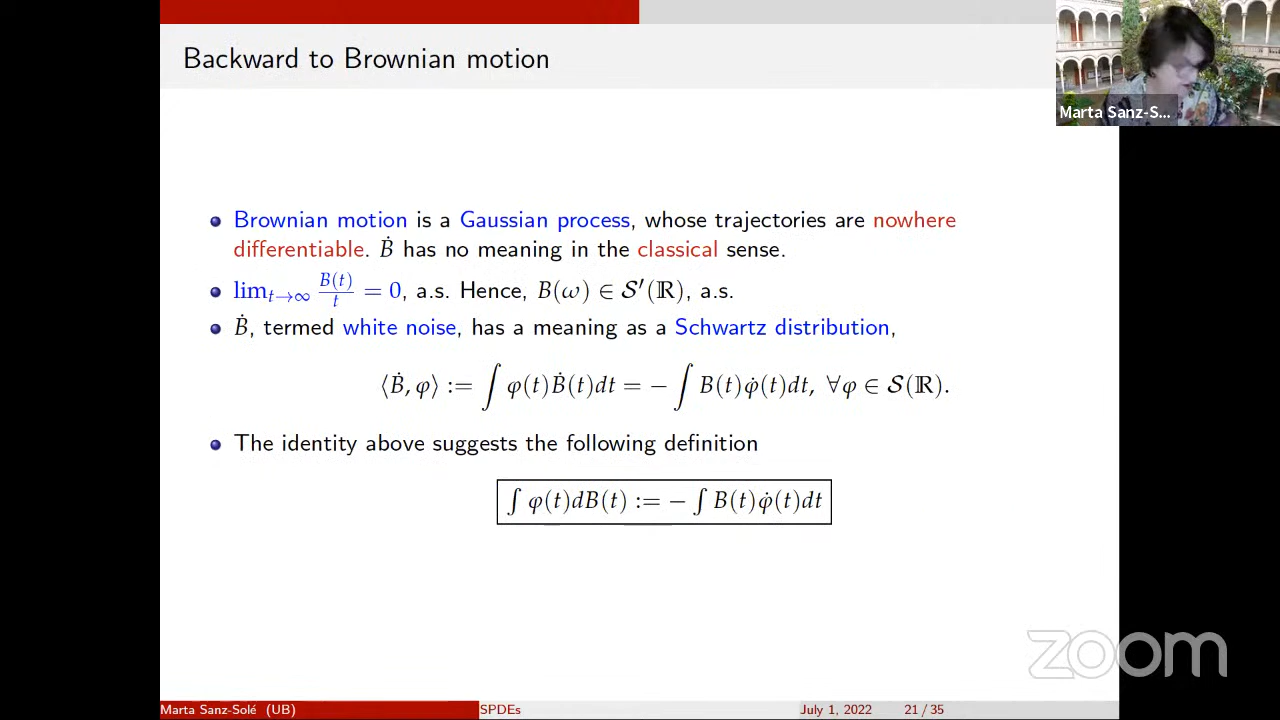 Backward to Brownian motion
Marta Sanz-S...
Brownian motion is a Gaussian process, whose trajectories are nowhere
differentiable. Ḃ has no meaning in the classical sense.
lim_{t→∞} B(t)/t = 0, a.s. Hence, B(ω) ∈ 𝒮′(ℝ), a.s.
Ḃ, termed white noise, has a meaning as a Schwartz distribution,
⟨Ḃ, φ⟩ := ∫ φ(t)Ḃ(t)dt = − ∫ B(t)φ̇(t)dt, ∀φ ∈ 𝒮(ℝ).
The identity above suggests the following definition
∫ φ(t)dB(t) := − ∫ B(t)φ̇(t)dt
zoom
Marta Sanz-Solé (UB) SPDEs July 1, 2022 21 / 35